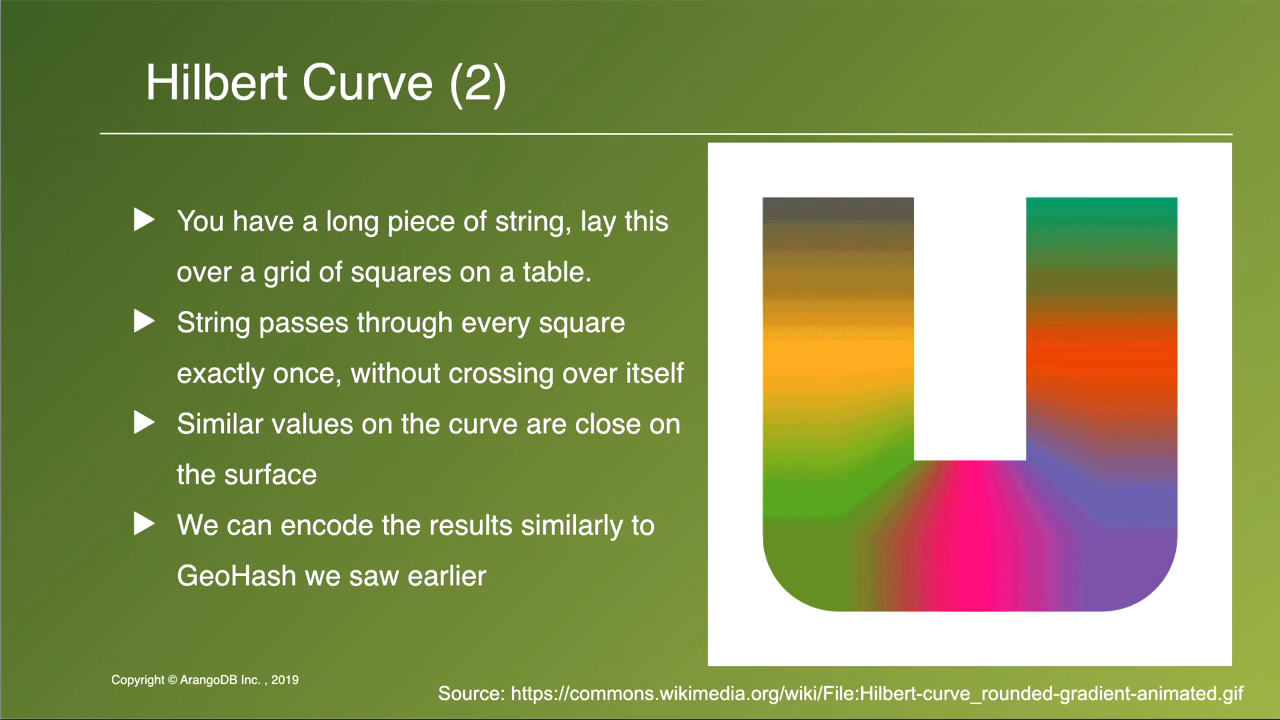 Hilbert Curve (2)
You have a long piece of string, lay this
over a grid of squares on a table.
String passes through every square
exactly once, without crossing over itself
Similar values on the curve are close on
the surface
We can encode the results similarly to
GeoHash we saw earlier
Copyright © ArangoDB Inc. , 2019
Source: https://commons.wikimedia.org/wiki/File:Hilbert-curve_rounded-gradient-animated.gif